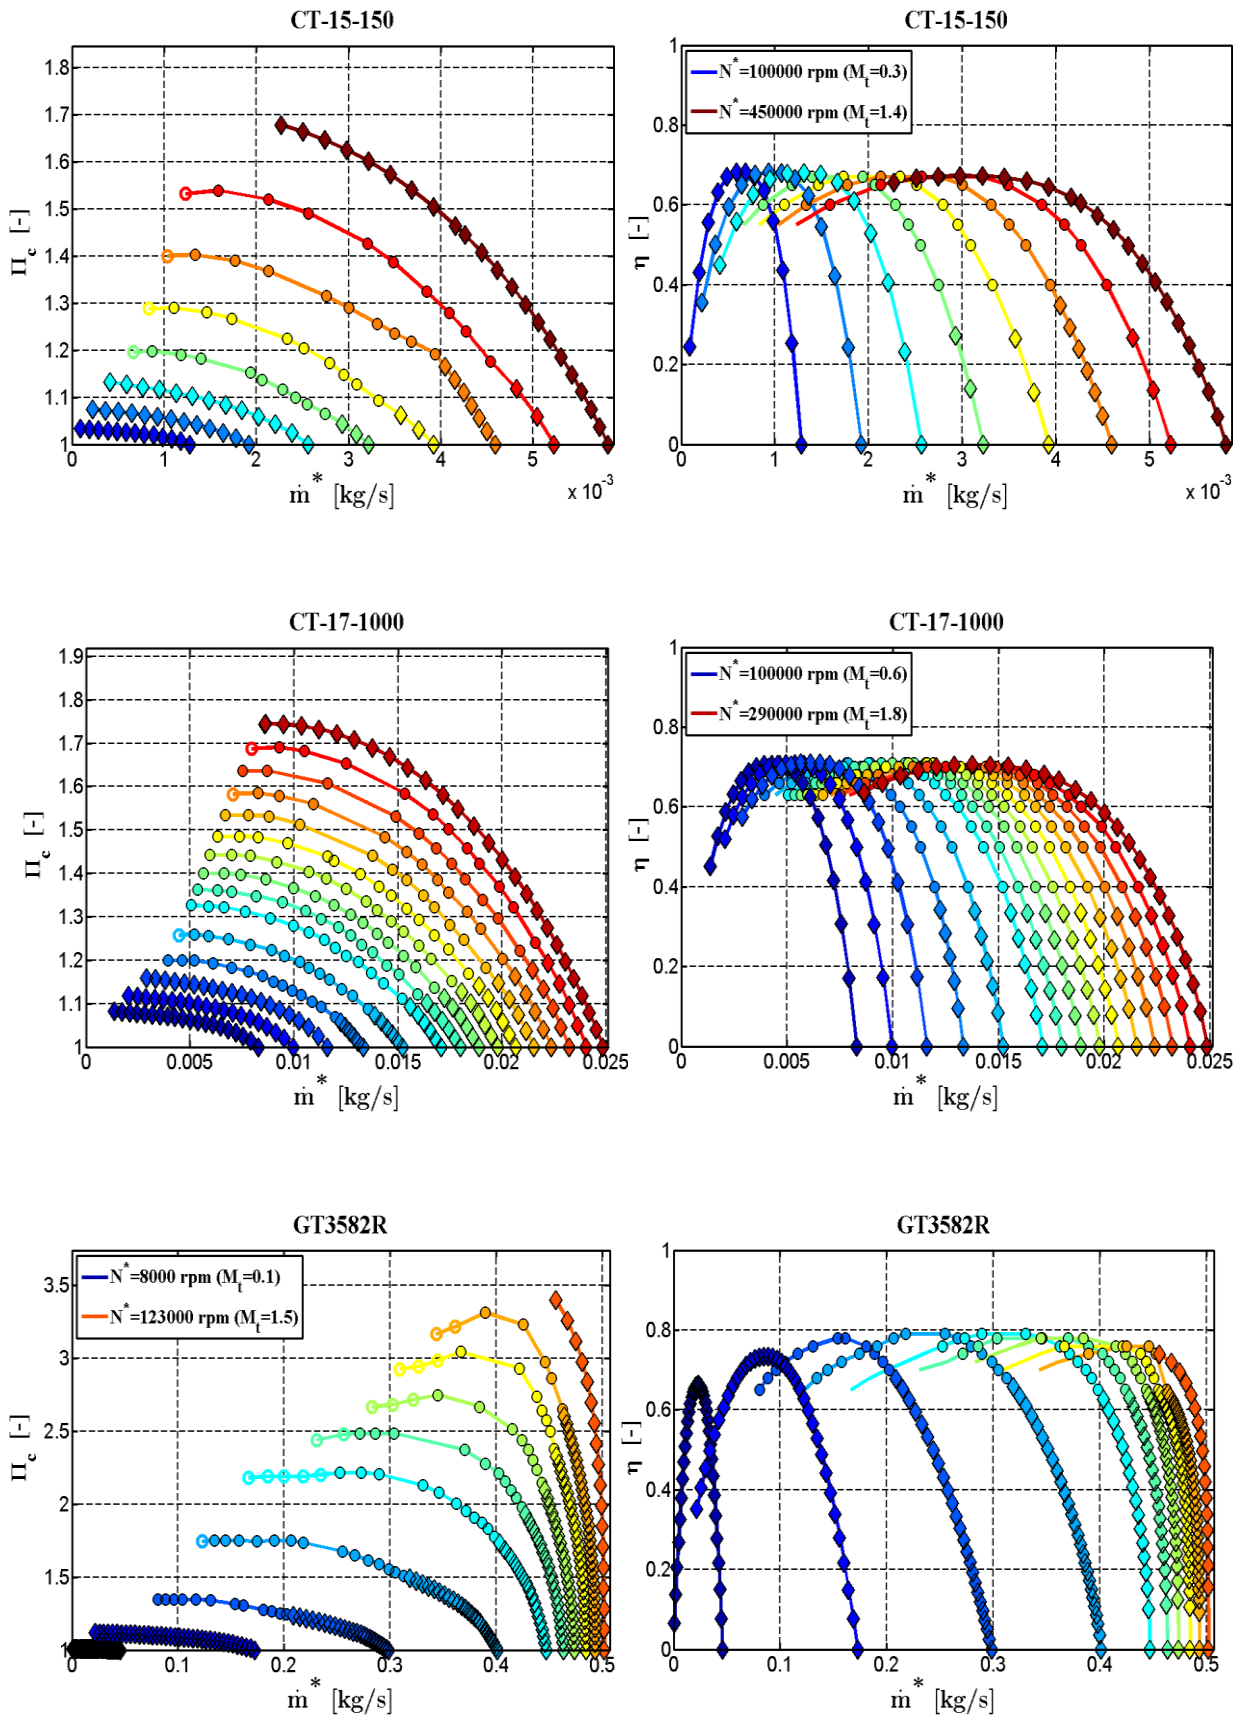 CT-15-150
1.8
1.7
1.6
1.5
1.4
1.3
1.2
1.1
1
0 1 2 3 4 5
x 10^-3
Π_c [-]
ṁ* [kg/s]
CT-15-150
N*=100000 rpm (M_t=0.3)
N*=450000 rpm (M_t=1.4)
1
0.8
0.6
0.4
0.2
0
0 1 2 3 4 5
x 10^-3
η [-]
ṁ* [kg/s]
CT-17-1000
1.9
1.8
1.7
1.6
1.5
1.4
1.3
1.2
1.1
1
0 0.005 0.01 0.015 0.02 0.025
Π_c [-]
ṁ* [kg/s]
CT-17-1000
N*=100000 rpm (M_t=0.6)
N*=290000 rpm (M_t=1.8)
1
0.8
0.6
0.4
0.2
0
0 0.005 0.01 0.015 0.02 0.025
η [-]
ṁ* [kg/s]
GT3582R
N*=8000 rpm (M_t=0.1)
N*=123000 rpm (M_t=1.5)
3.5
3
2.5
2
1.5
1
0 0.1 0.2 0.3 0.4 0.5
Π_c [-]
ṁ* [kg/s]
GT3582R
1
0.8
0.6
0.4
0.2
0
0 0.1 0.2 0.3 0.4 0.5
η [-]
ṁ* [kg/s]